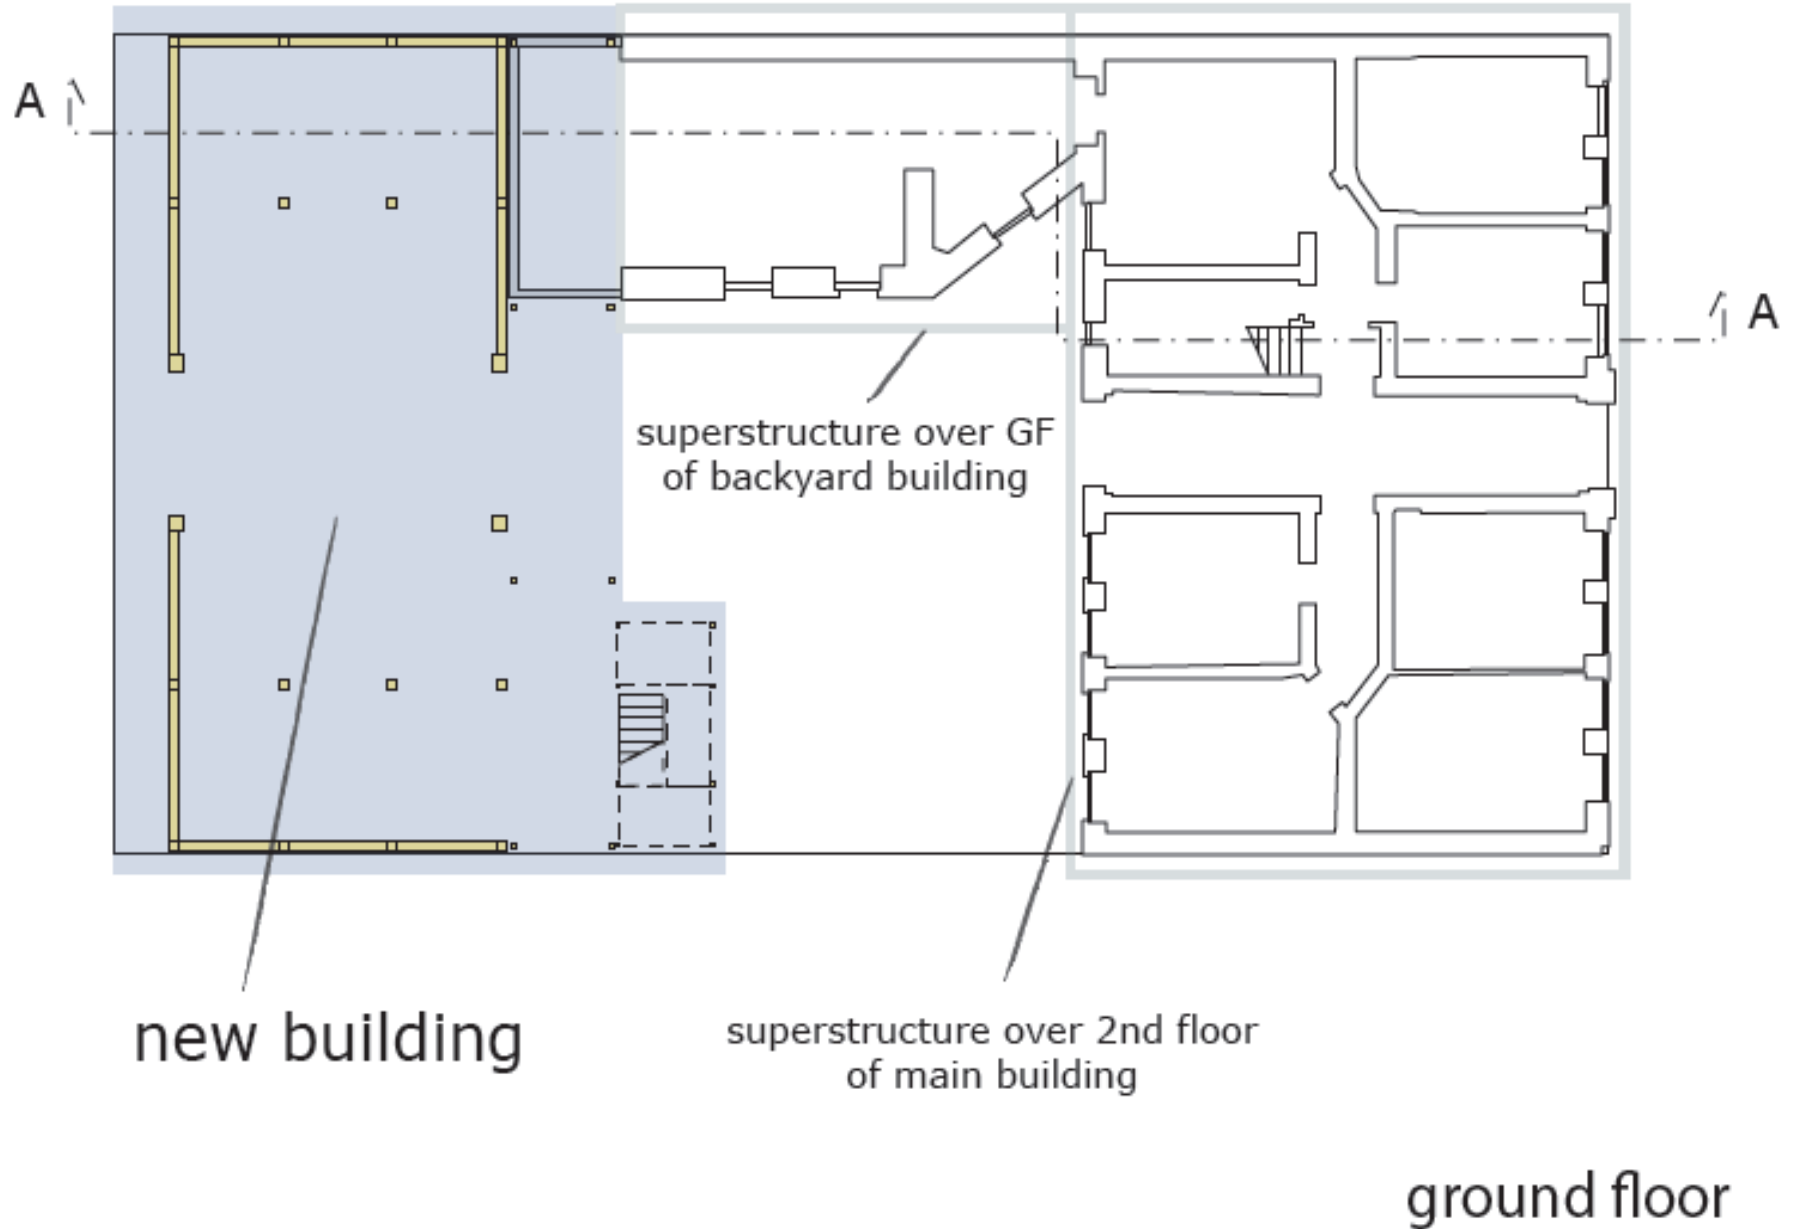 A
A
superstructure over GF
of backyard building
new building
superstructure over 2nd floor
of main building
ground floor